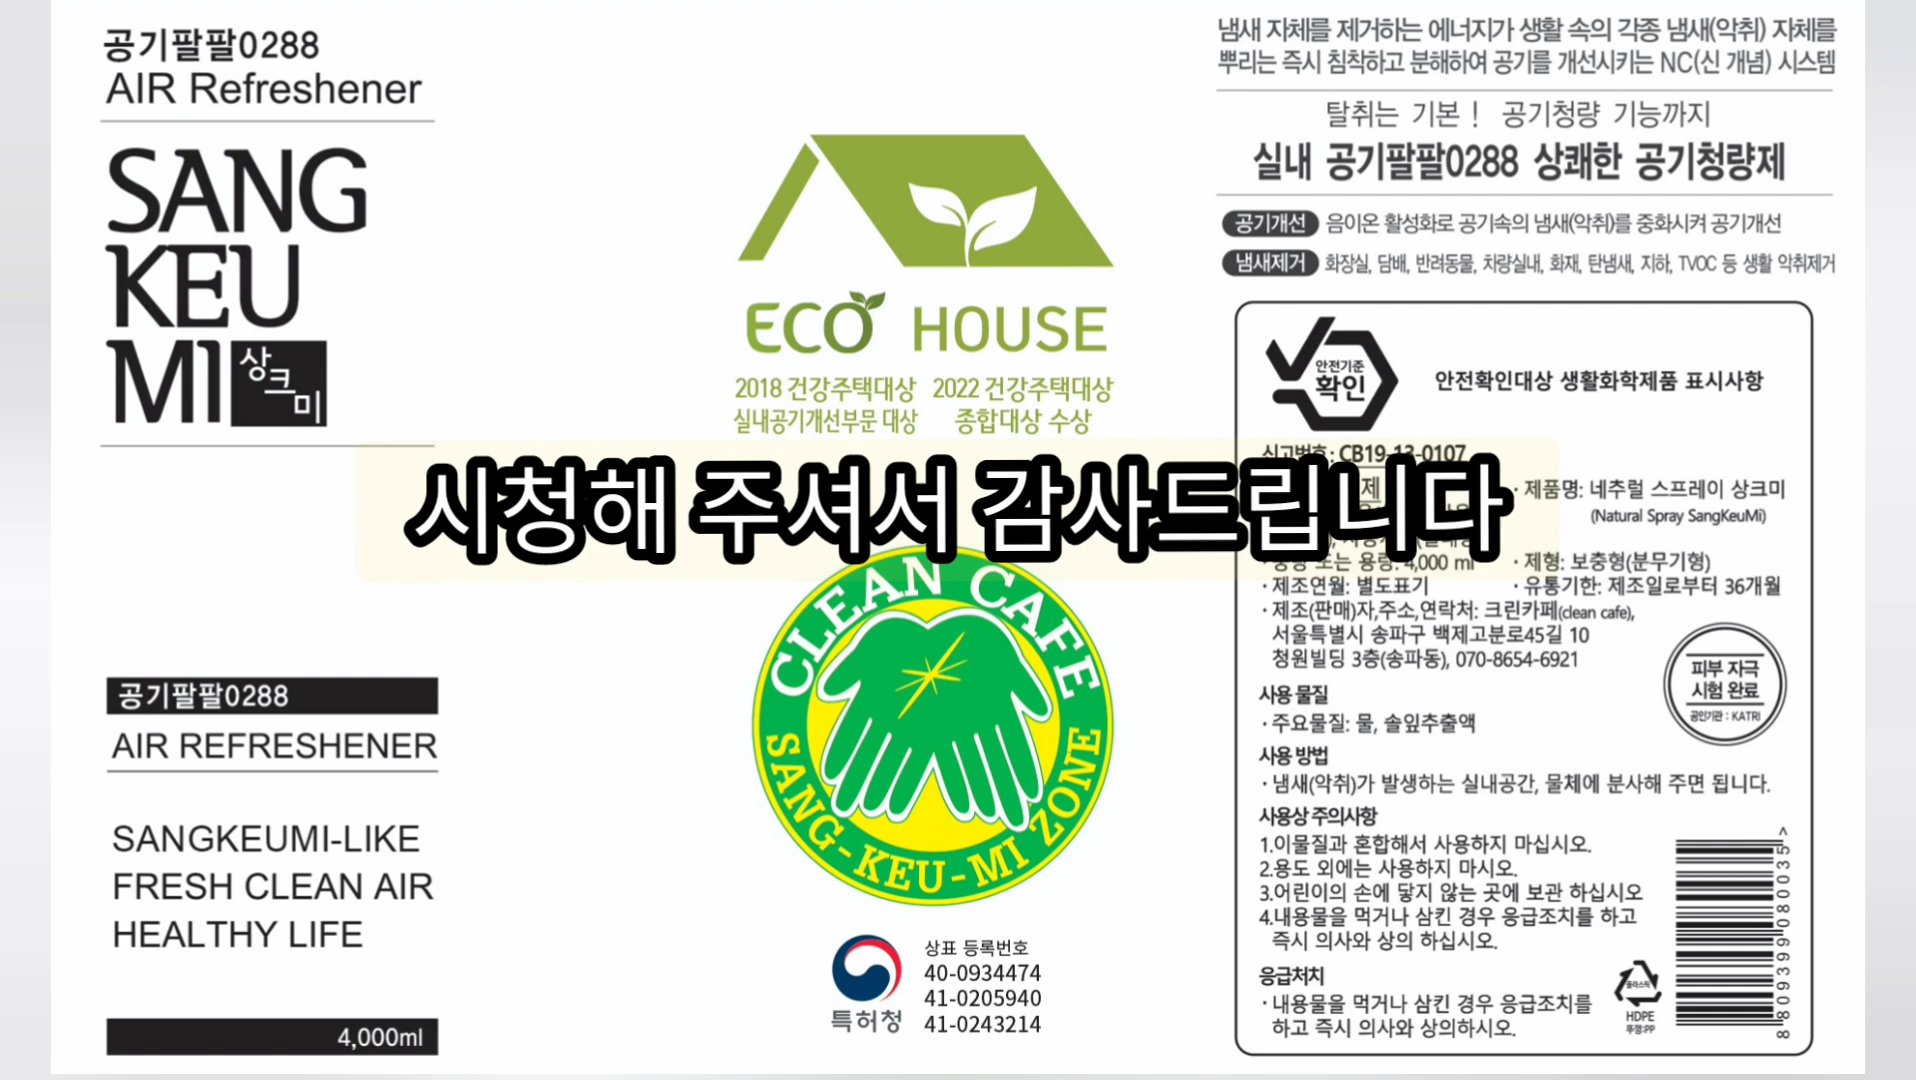 공기팔팔0288
AIR Refreshener
SANG
KEU
MI 상크미
공기팔팔0288
AIR REFRESHENER
SANGKEUMI-LIKE
FRESH CLEAN AIR
HEALTHY LIFE
4,000ml
ECO HOUSE
2018 건강주택대상 2022 건강주택대상
실내공기개선부문 대상 종합대상 수상
시청해 주셔서 감사드립니다
CLEAN CAFE
SANG-KEU-MI ZONE
특허청
상표 등록번호
40-0934474
41-0205940
41-0243214
냄새 자체를 제거하는 에너지가 생활 속의 각종 냄새(악취) 자체를
뿌리는 즉시 침착하고 분해하여 공기를 개선시키는 NC(신 개념) 시스템
탈취는 기본! 공기청량 기능까지
실내 공기팔팔0288 상쾌한 공기청량제
공기개선 음이온 활성화로 공기속의 냄새(악취)를 중화시켜 공기개선
냄새제거 화장실, 담배, 반려동물, 차량실내, 화재, 탄냄새, 지하, TVOC 등 생활 악취제거
안전기준
확인
안전확인대상 생활화학제품 표시사항
신고번호: CB19-13-0107
제
· 제품명: 네추럴 스프레이 상크미
(Natural Spray SangKeuMi)
또는 용량: 4,000 ml · 제형: 보충형(분무기형)
· 제조연월: 별도표기 · 유통기한: 제조일로부터 36개월
· 제조(판매)자,주소,연락처: 크린카페(clean cafe),
서울특별시 송파구 백제고분로45길 10
청원빌딩 3층(송파동), 070-8654-6921
피부 자극
시험 완료
공인기관 : KATRI
사용 물질
· 주요물질: 물, 솔잎추출액
사용 방법
· 냄새(악취)가 발생하는 실내공간, 물체에 분사해 주면 됩니다.
사용상 주의사항
1.이물질과 혼합해서 사용하지 마십시오.
2.용도 외에는 사용하지 마시오.
3.어린이의 손에 닿지 않는 곳에 보관 하십시오
4.내용물을 먹거나 삼킨 경우 응급조치를 하고
즉시 의사와 상의 하십시오.
응급처치
· 내용물을 먹거나 삼킨 경우 응급조치를
하고 즉시 의사와 상의하시오.
플라스틱
HDPE
뚜껑:PP
8 809399 080035 >